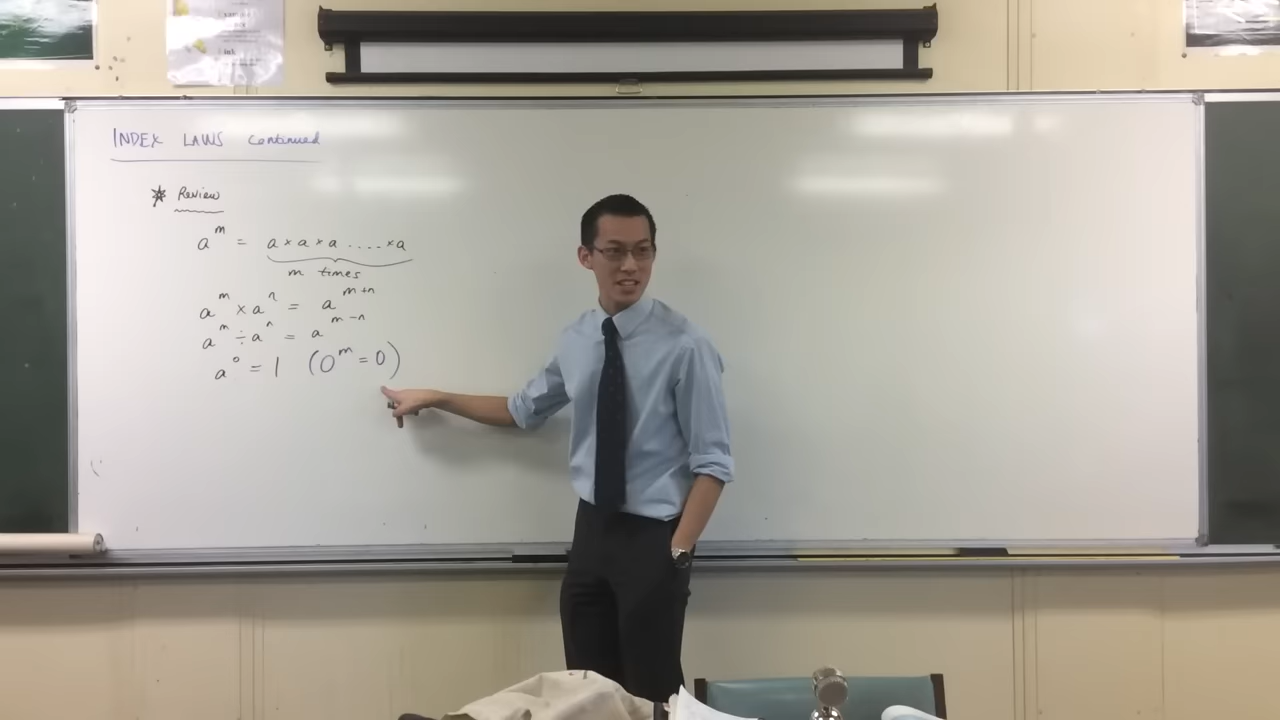 INDEX LAWS continued
* Review
a^m = a × a × a .... × a
m times
a^m × a^n = a^(m+n)
a^m ÷ a^n = a^(m-n)
a^0 = 1 (0^m = 0)